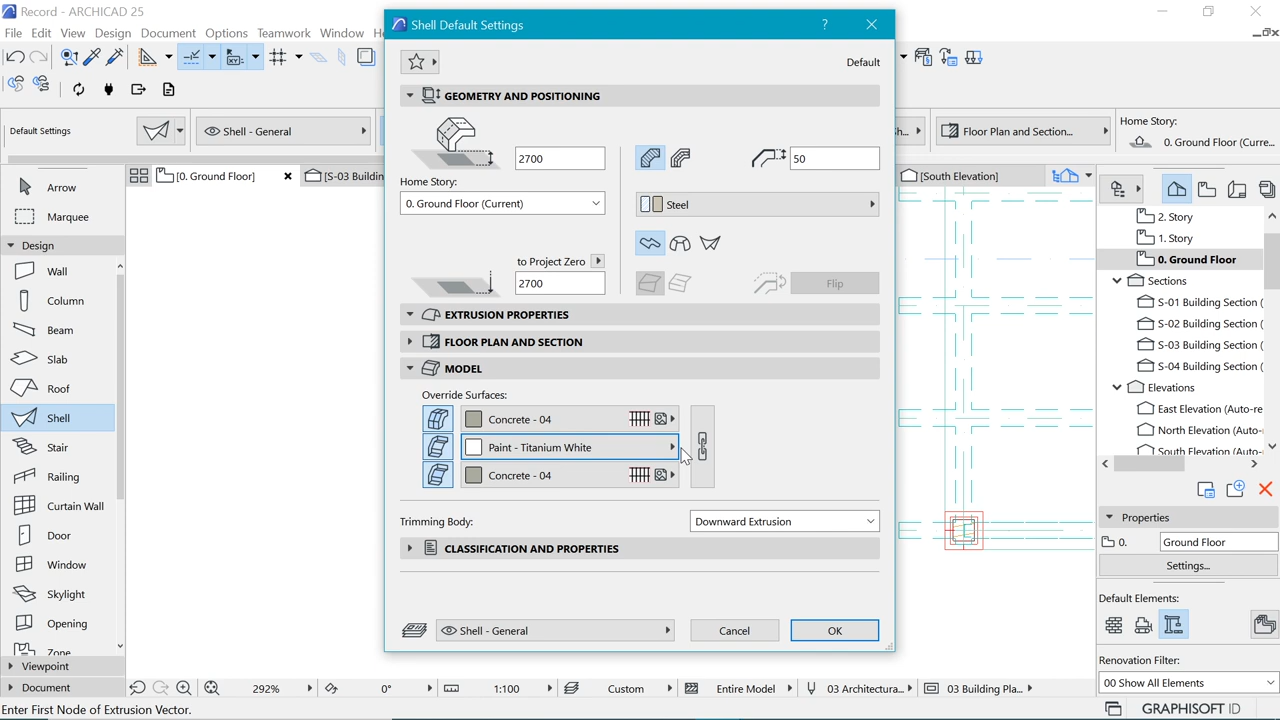 Record - ARCHICAD 25
File Edit View Design Document Options Teamwork Window
Default Settings
Shell - General
[0. Ground Floor]
[S-03 Buildin
Arrow
Marquee
Design
Wall
Column
Beam
Slab
Roof
Shell
Stair
Railing
Curtain Wall
Door
Window
Skylight
Opening
Zone
Viewpoint
Document
Enter First Node of Extrusion Vector.
Shell Default Settings
?
Default
GEOMETRY AND POSITIONING
2700
50
Home Story:
0. Ground Floor (Current)
Steel
to Project Zero
2700
Flip
EXTRUSION PROPERTIES
FLOOR PLAN AND SECTION
MODEL
Override Surfaces:
Concrete - 04
Paint - Titanium White
Concrete - 04
Trimming Body:
Downward Extrusion
CLASSIFICATION AND PROPERTIES
Shell - General
Cancel
OK
Floor Plan and Section...
Home Story:
0. Ground Floor (Curre...
[South Elevation]
2. Story
1. Story
0. Ground Floor
Sections
S-01 Building Section (
S-02 Building Section (
S-03 Building Section (
S-04 Building Section (
Elevations
East Elevation (Auto-re
North Elevation (Auto-
South Elevation (Auto-
Properties
0.
Ground Floor
Settings...
Default Elements:
Renovation Filter:
00 Show All Elements
292%
0°
1:100
Custom
Entire Model
03 Architectura...
03 Building Pla...
GRAPHISOFT ID